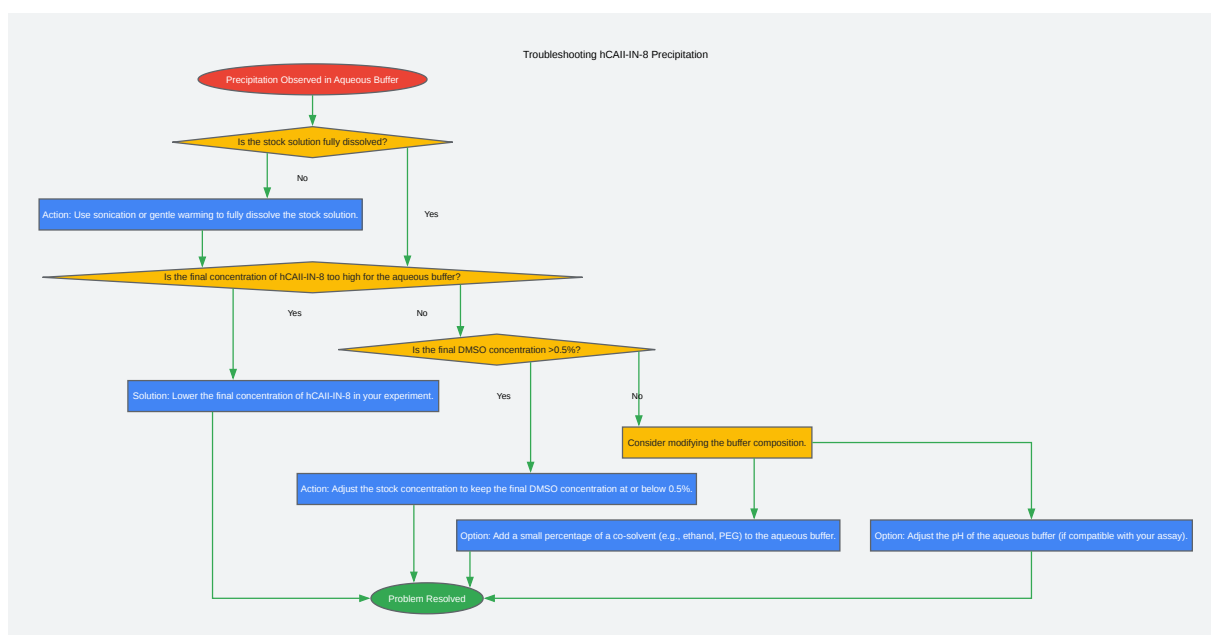 Troubleshooting hCAII-IN-8 Precipitation
Precipitation Observed in Aqueous Buffer
Is the stock solution fully dissolved?
No
Action: Use sonication or gentle warming to fully dissolve the stock solution.
Yes
Is the final concentration of hCAII-IN-8 too high for the aqueous buffer?
Yes
No
Is the final DMSO concentration >0.5%?
Solution: Lower the final concentration of hCAII-IN-8 in your experiment.
Yes
No
Consider modifying the buffer composition.
Action: Adjust the stock concentration to keep the final DMSO concentration at or below 0.5%.
Option: Add a small percentage of a co-solvent (e.g., ethanol, PEG) to the aqueous buffer.
Option: Adjust the pH of the aqueous buffer (if compatible with your assay).
Problem Resolved